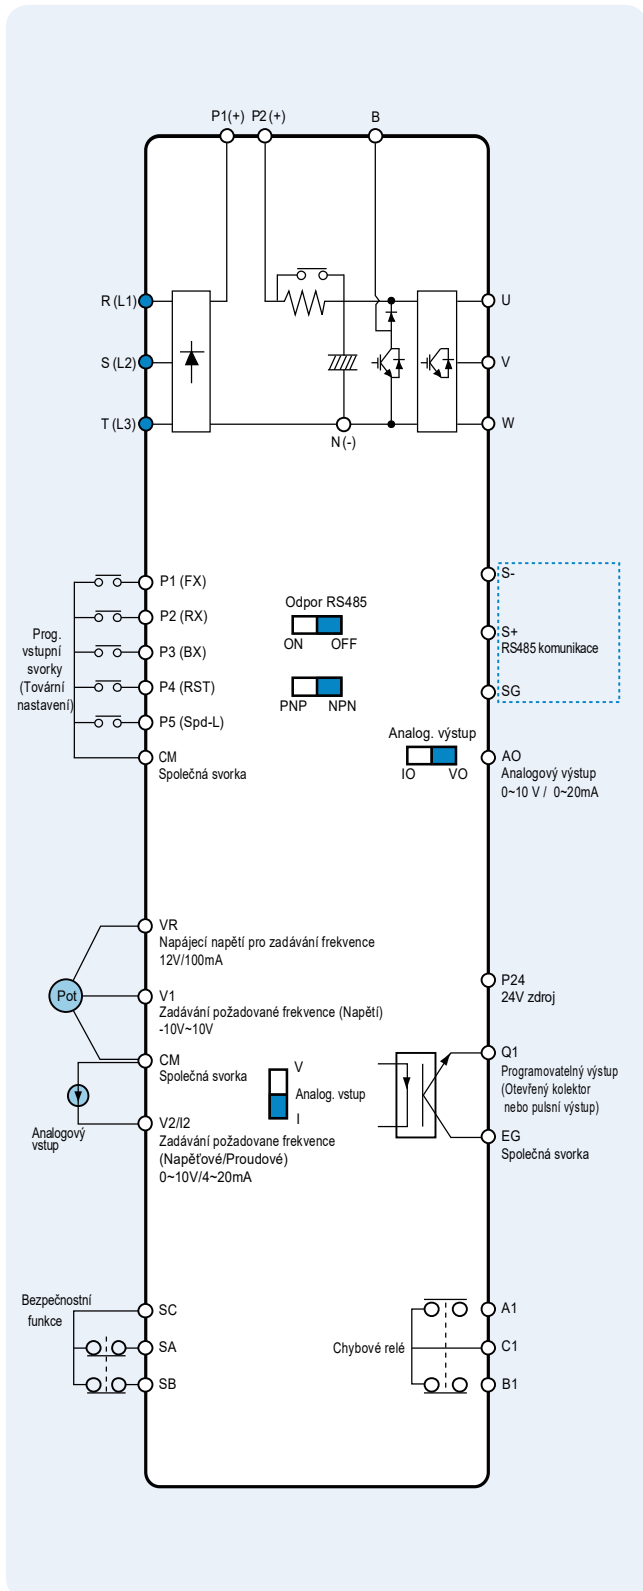 P1(+) P2(+) B
R (L1)
S (L2)
T (L3)
U
V
W
N (-)
Prog.
vstupní
svorky
(Tovární
nastavení)
P1 (FX)
P2 (RX)
P3 (BX)
P4 (RST)
P5 (Spd-L)
CM
Společná svorka
Odpor RS485
ON OFF
PNP NPN
Analog. výstup
IO VO
S-
S+
RS485 komunikace
SG
AO
Analogový výstup
0~10 V / 0~20mA
Pot
VR
Napájecí napětí pro zadávání frekvence
12V/100mA
V1
Zadávání požadované frekvence (Napětí)
-10V~10V
CM
Společná svorka
Analogový
vstup
V2/I2
Zadávání požadovane frekvence
(Napěťové/Proudové)
0~10V/4~20mA
V
Analog. vstup
I
P24
24V zdroj
Q1
Programovatelný výstup
(Otevřený kolektor
nebo pulsní výstup)
EG
Společná svorka
Bezpečnostní
funkce
SC
SA
SB
Chybové relé
A1
C1
B1